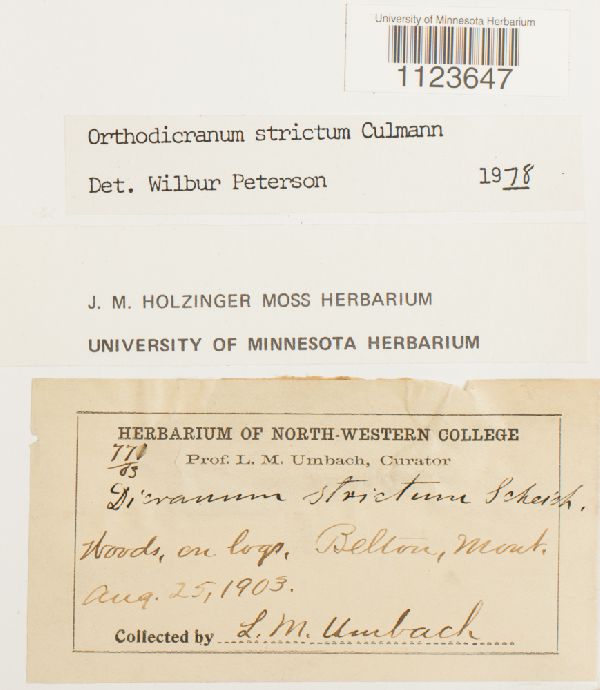 University of Minnesota Herbarium
1123647
Orthodicranum strictum Culmann
Det. Wilbur Peterson 1978
J. M. HOLZINGER MOSS HERBARIUM
UNIVERSITY OF MINNESOTA HERBARIUM
HERBARIUM OF NORTH-WESTERN COLLEGE
771/03
Prof. L. M. Umbach, Curator
Dicranum strictum Schleich.
Woods, on logs, Belton, Mont.
Aug. 25, 1903.
Collected by L. M. Umbach